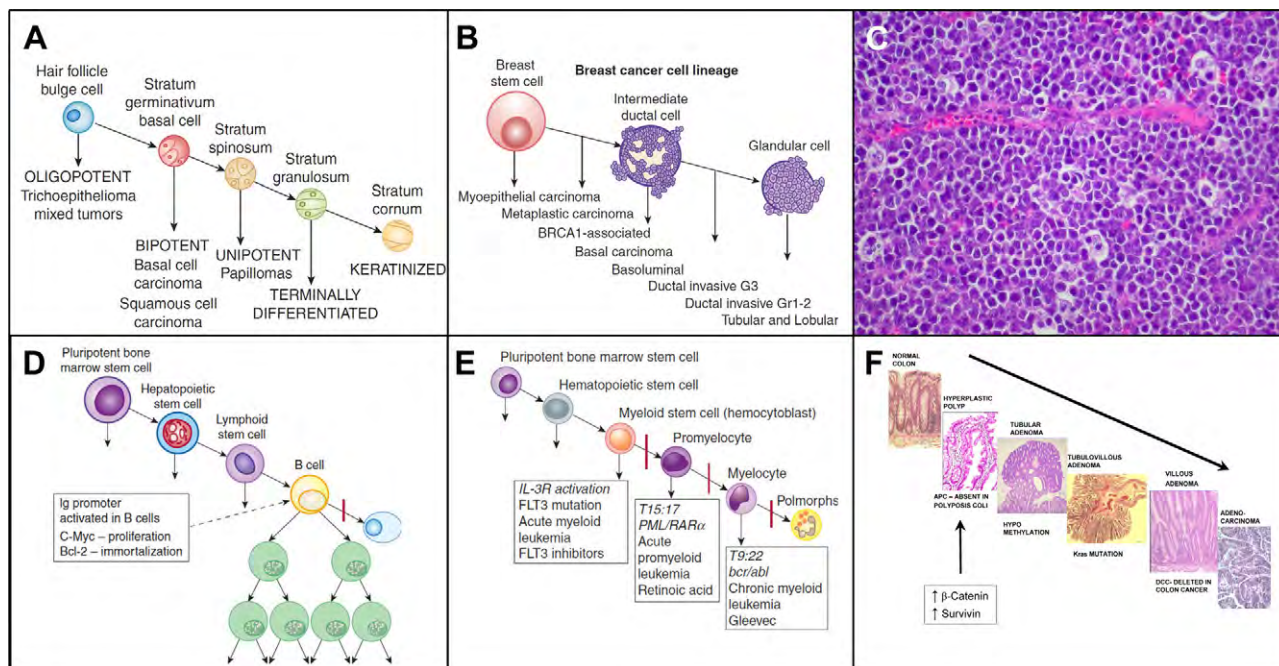 A
Hair follicle
bulge cell
Stratum
germinativum
basal cell
Stratum
spinosum
Stratum
granulosum
Stratum
cornum
OLIGOPOTENT
Trichoepithelioma
mixed tumors
BIPOTENT
Basal cell
carcinoma
Squamous cell
carcinoma
UNIPOTENT
Papillomas
TERMINALLY
DIFFERENTIATED
KERATINIZED
B
Breast
stem cell
Breast cancer cell lineage
Intermediate
ductal cell
Glandular cell
Myoepithelial carcinoma
Metaplastic carcinoma
BRCA1-associated
Basal carcinoma
Basoluminal
Ductal invasive G3
Ductal invasive Gr1-2
Tubular and Lobular
C
D
Pluripotent bone
marrow stem cell
Hepatopoietic
stem cell
Lymphoid
stem cell
B cell
Ig promoter
activated in B cells
C-Myc – proliferation
Bcl-2 – immortalization
E
Pluripotent bone marrow stem cell
Hematopoietic stem cell
Myeloid stem cell (hemocytoblast)
Promyelocyte
Myelocyte
Polmorphs
IL-3R activation
FLT3 mutation
Acute myeloid
leukemia
FLT3 inhibitors
T15:17
PML/RARα
Acute
promyeloid
leukemia
Retinoic acid
T9:22
bcr/abl
Chronic myeloid
leukemia
Gleevec
F
NORMAL
COLON
HYPERPLASTIC
POLYP
TUBULAR
ADENOMA
TUBULOVILLOUS
ADENOMA
VILLOUS
ADENOMA
ADENO-
CARCINOMA
APC – ABSENT IN
POLYPOSIS COLI
HYPO
METHYLATION
Kras MUTATION
DCC- DELETED IN
COLON CANCER
↑ β-Catenin
↑ Survivin